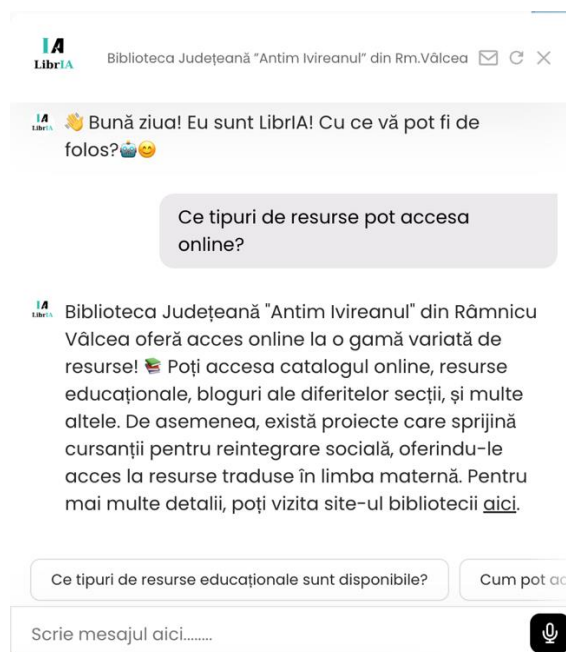 IA
LibrIA
Biblioteca Județeană “Antim Ivireanul” din Rm.Vâlcea
IA
LibrIA
Bună ziua! Eu sunt LibrIA! Cu ce vă pot fi de
folos?
Ce tipuri de resurse pot accesa
online?
IA
LibrIA
Biblioteca Județeană "Antim Ivireanul" din Râmnicu
Vâlcea oferă acces online la o gamă variată de
resurse! Poți accesa catalogul online, resurse
educaționale, bloguri ale diferitelor secții, și multe
altele. De asemenea, există proiecte care sprijină
cursanții pentru reintegrare socială, oferindu-le
acces la resurse traduse în limba maternă. Pentru
mai multe detalii, poți vizita site-ul bibliotecii aici.
Ce tipuri de resurse educaționale sunt disponibile?
Cum pot
Scrie mesajul aici........